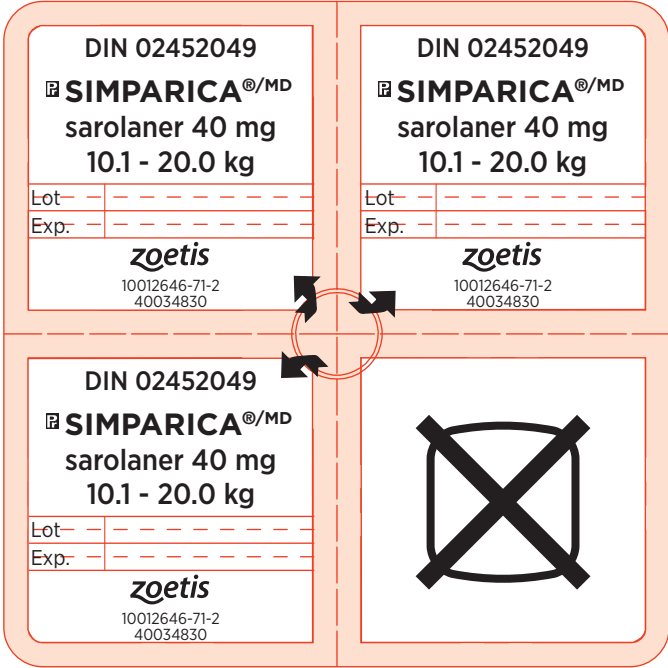 DIN 02452049
℞ SIMPARICA®/MD
sarolaner 40 mg
10.1 - 20.0 kg
Lot
Exp.
zoetis
10012646-71-2
40034830
DIN 02452049
℞ SIMPARICA®/MD
sarolaner 40 mg
10.1 - 20.0 kg
Lot
Exp.
zoetis
10012646-71-2
40034830
DIN 02452049
℞ SIMPARICA®/MD
sarolaner 40 mg
10.1 - 20.0 kg
Lot
Exp.
zoetis
10012646-71-2
40034830